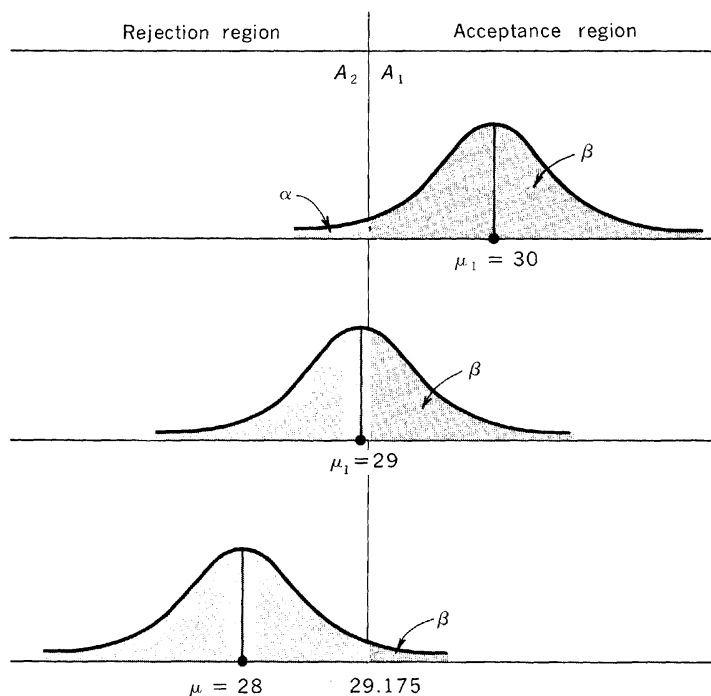 Rejection region
Acceptance region
A₂ A₁
β
α
μ₁ = 30
β
μ₁ = 29
β
μ = 28
29.175